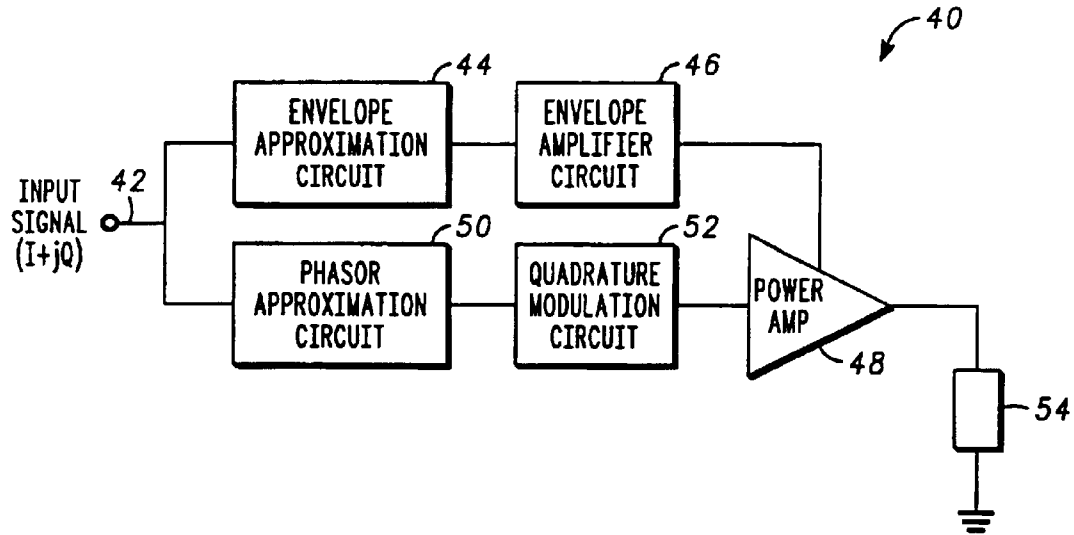 40
44
46
ENVELOPE
APPROXIMATION
CIRCUIT
ENVELOPE
AMPLIFIER
CIRCUIT
INPUT
SIGNAL
(I+jQ)
42
50
52
PHASOR
APPROXIMATION
CIRCUIT
QUADRATURE
MODULATION
CIRCUIT
POWER
AMP
48
54